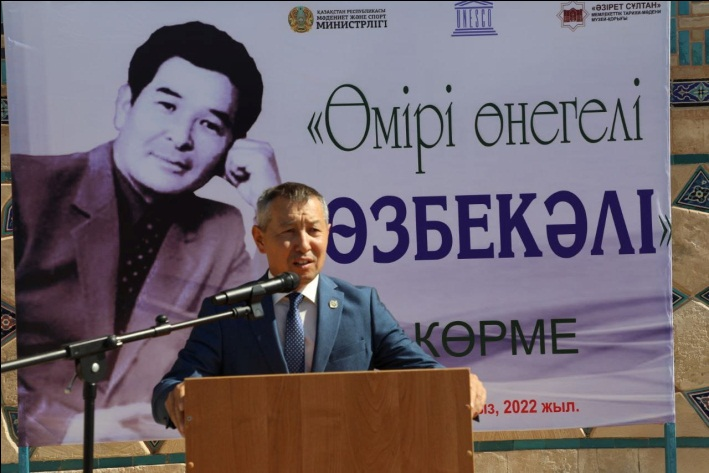 ҚАЗАҚСТАН РЕСПУБЛИКАСЫ
МӘДЕНИЕТ ЖӘНЕ СПОРТ
МИНИСТРЛІГІ
UNESCO
«ӘЗІРЕТ СҰЛТАН»
МЕМЛЕКЕТТІК ТАРИХИ-МӘДЕНИ
МУЗЕЙ-ҚОРЫҒЫ
«Өмірі өнегелі
ӨЗБЕКӘЛІ»
КӨРМЕ
ыз, 2022 жыл.